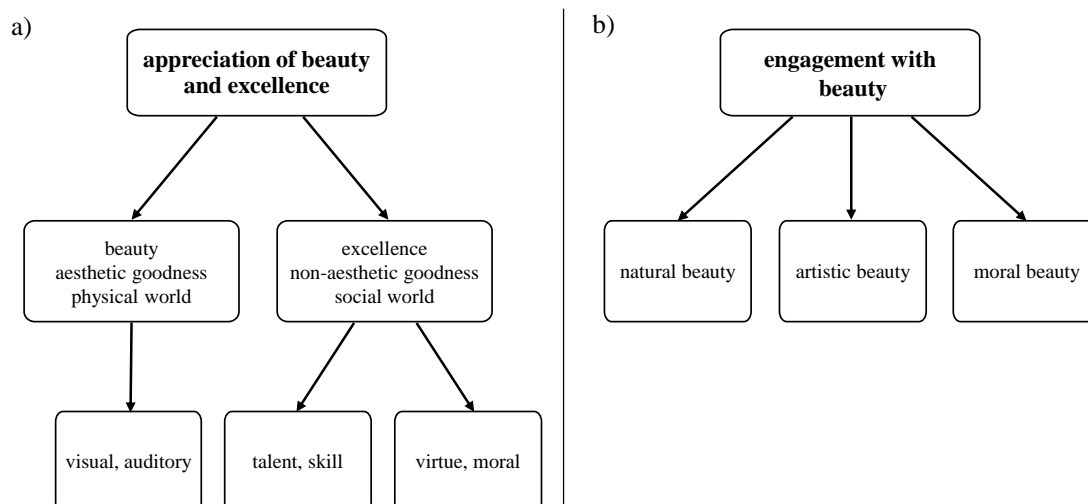 a)
appreciation of beauty
and excellence
beauty
aesthetic goodness
physical world
excellence
non-aesthetic goodness
social world
visual, auditory
talent, skill
virtue, moral
b)
engagement with
beauty
natural beauty
artistic beauty
moral beauty